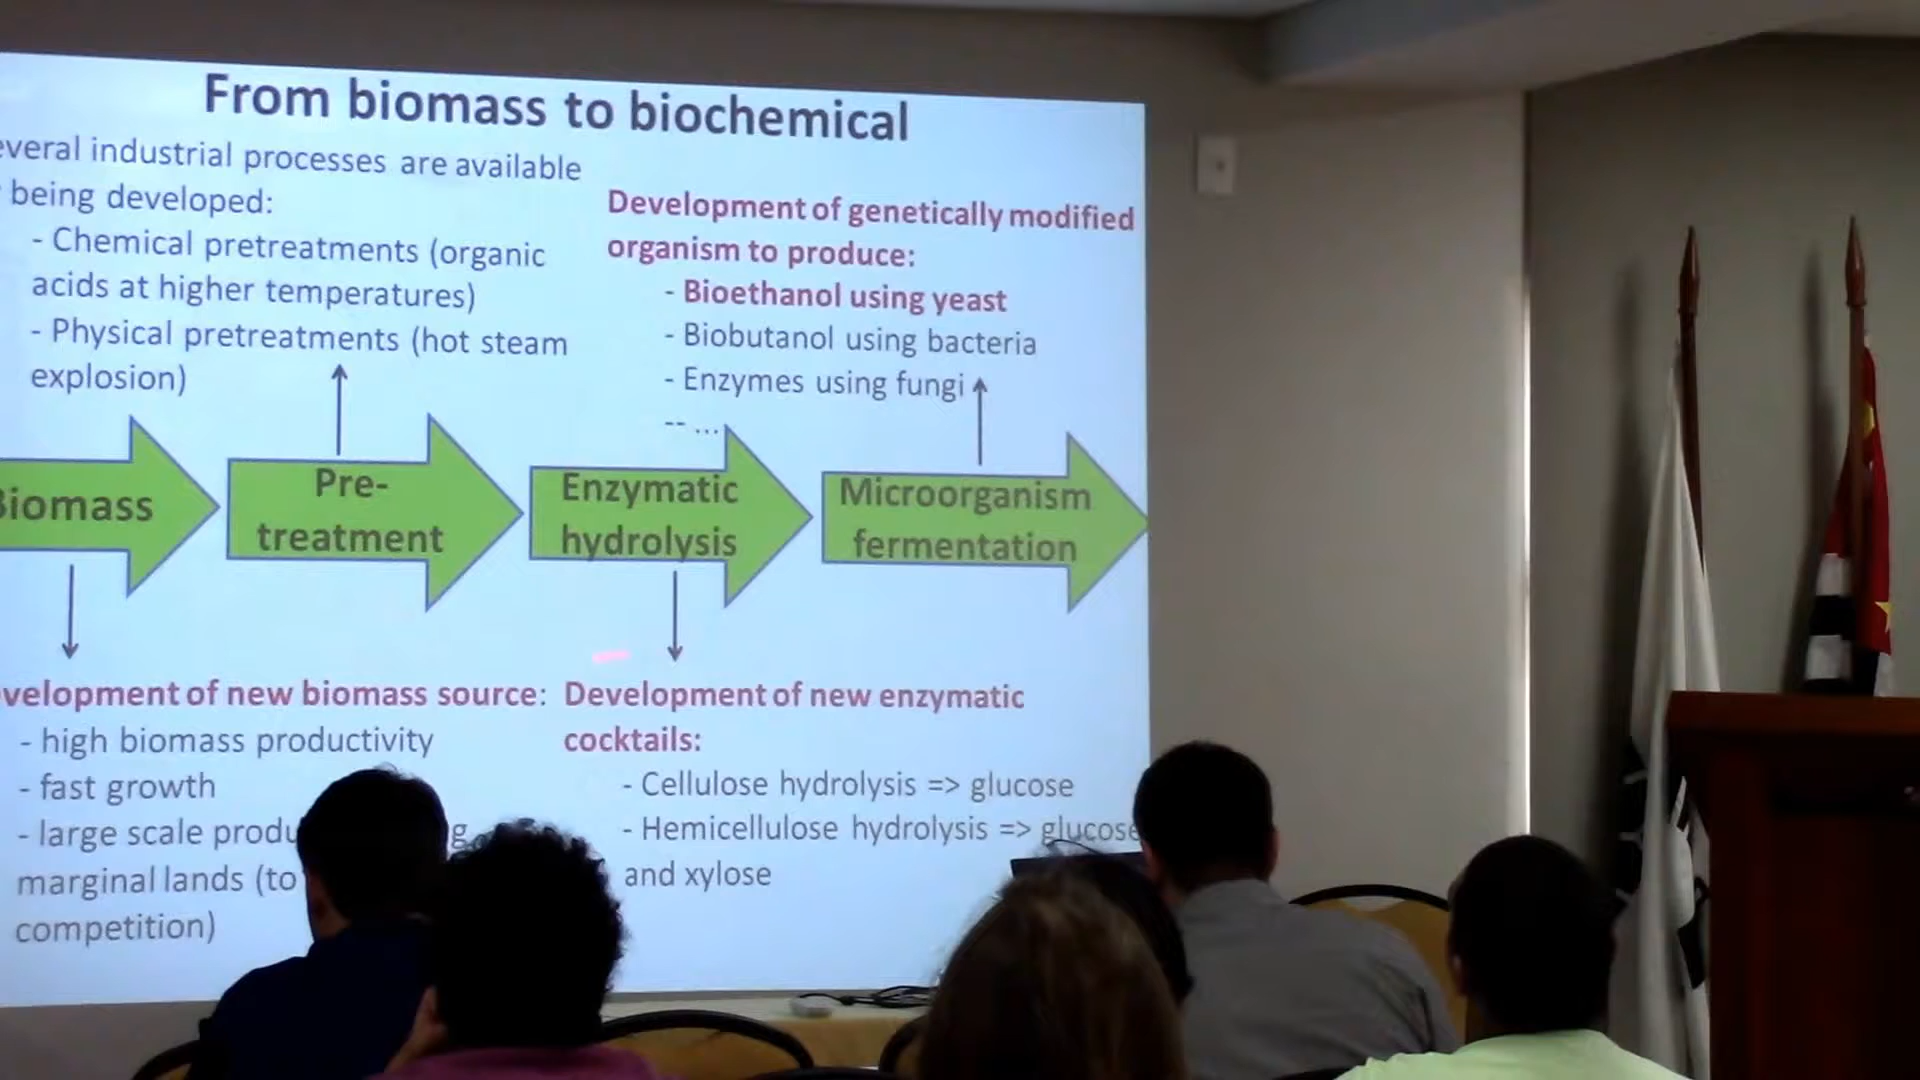 From biomass to biochemical
everal industrial processes are available
being developed:
- Chemical pretreatments (organic
acids at higher temperatures)
- Physical pretreatments (hot steam
explosion)
Development of genetically modified
organism to produce:
- Bioethanol using yeast
- Biobutanol using bacteria
- Enzymes using fungi
-- ...
Biomass
Pre-
treatment
Enzymatic
hydrolysis
Microorganism
fermentation
velopment of new biomass source:
- high biomass productivity
- fast growth
- large scale produ
marginal lands (to
competition)
Development of new enzymatic
cocktails:
- Cellulose hydrolysis => glucose
- Hemicellulose hydrolysis => glucose
and xylose